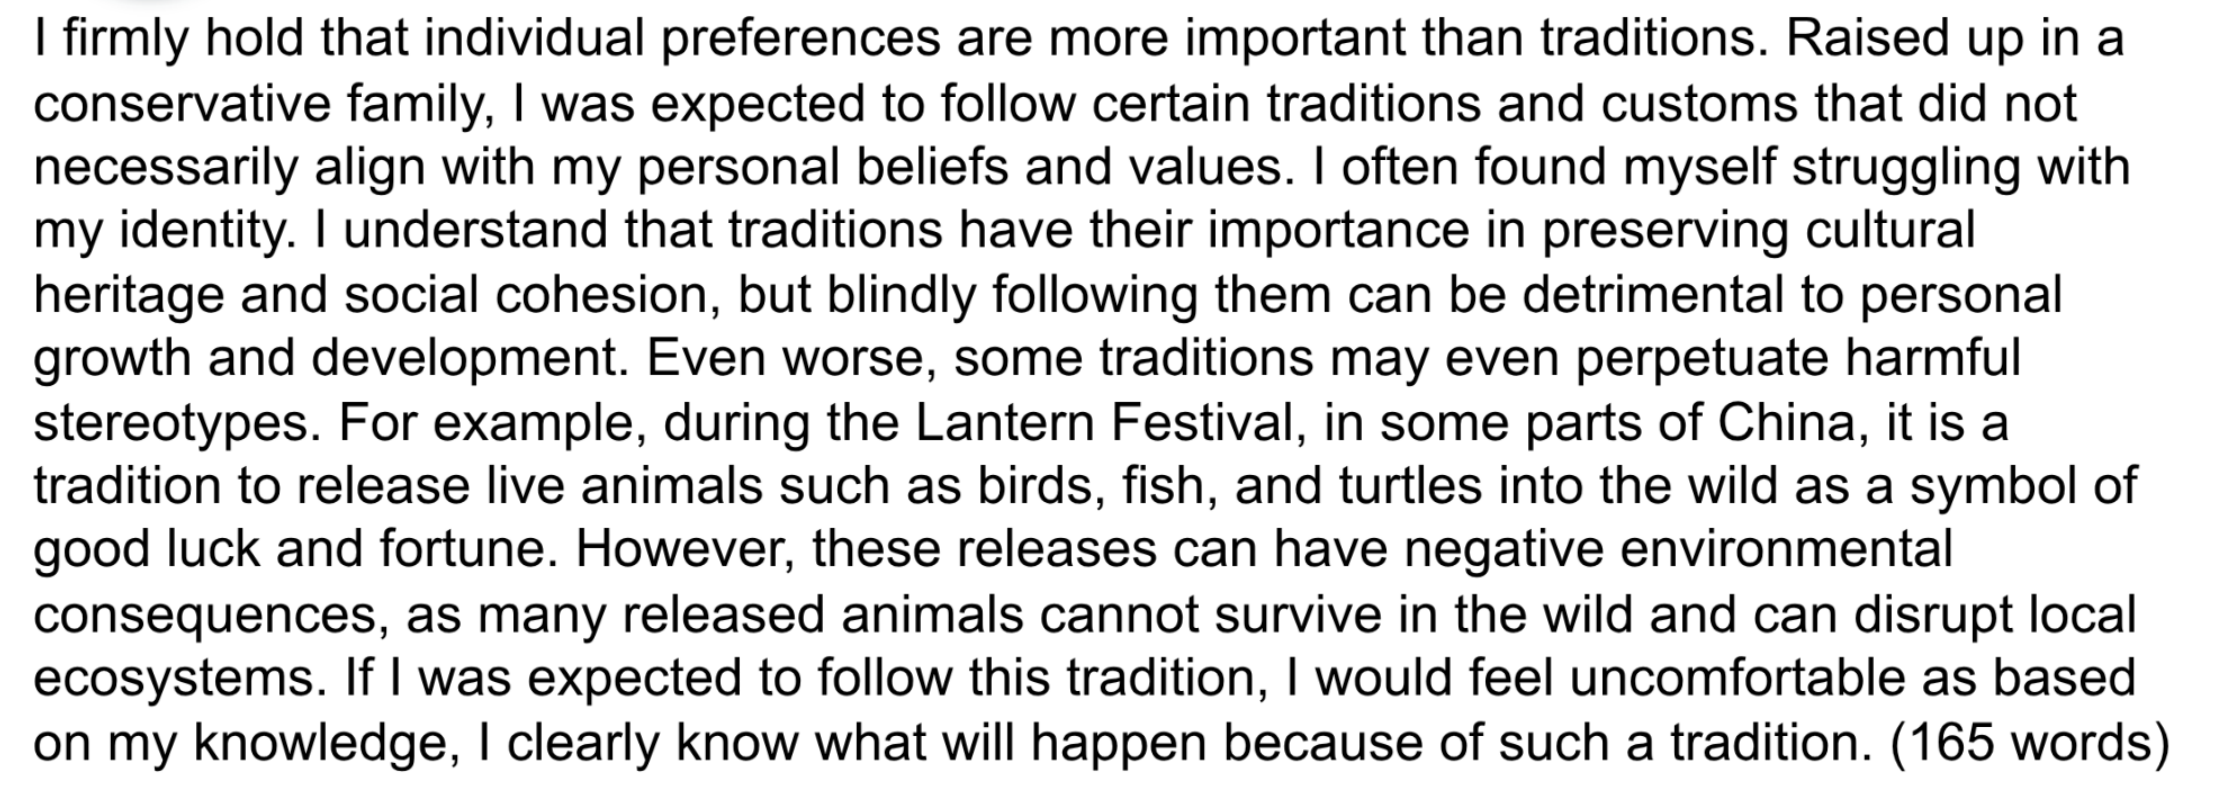 I firmly hold that individual preferences are more important than traditions. Raised up in a
conservative family, I was expected to follow certain traditions and customs that did not
necessarily align with my personal beliefs and values. I often found myself struggling with
my identity. I understand that traditions have their importance in preserving cultural
heritage and social cohesion, but blindly following them can be detrimental to personal
growth and development. Even worse, some traditions may even perpetuate harmful
stereotypes. For example, during the Lantern Festival, in some parts of China, it is a
tradition to release live animals such as birds, fish, and turtles into the wild as a symbol of
good luck and fortune. However, these releases can have negative environmental
consequences, as many released animals cannot survive in the wild and can disrupt local
ecosystems. If I was expected to follow this tradition, I would feel uncomfortable as based
on my knowledge, I clearly know what will happen because of such a tradition. (165 words)